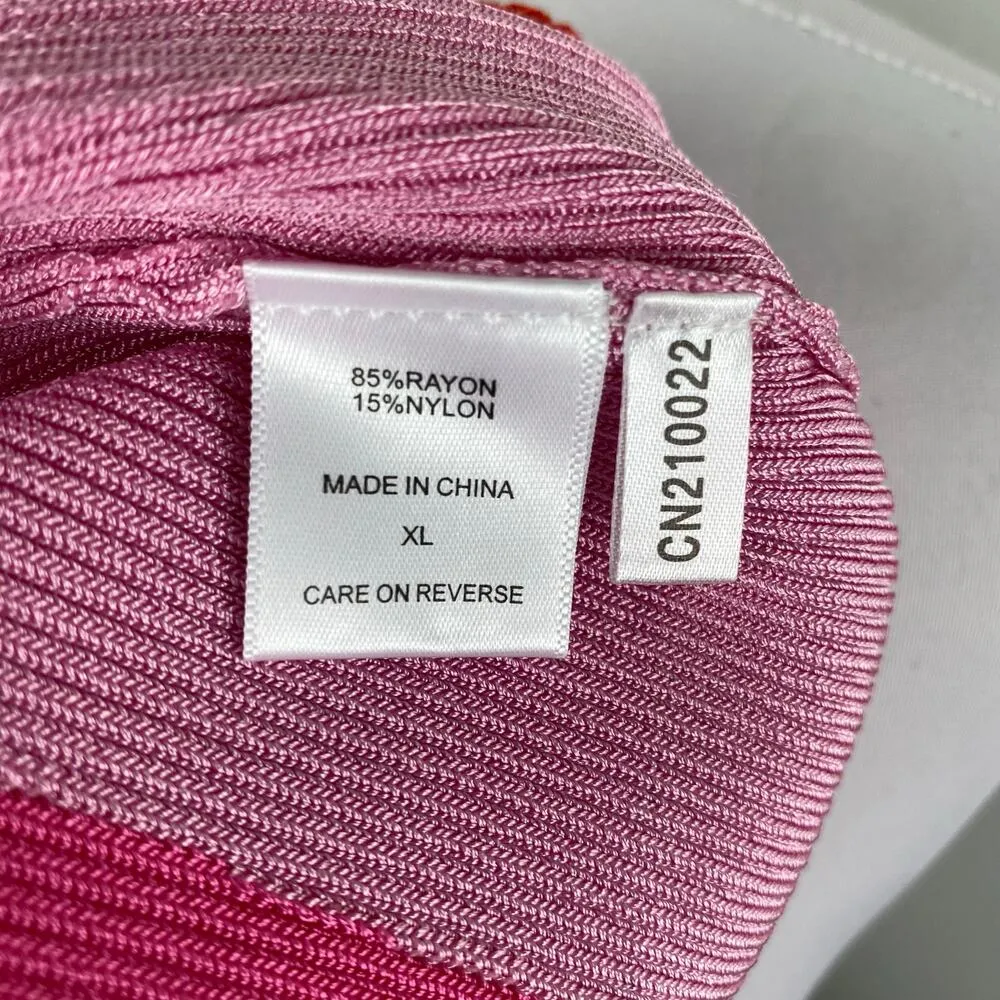 85%RAYON
15%NYLON
MADE IN CHINA
XL
CARE ON REVERSE
CN210022